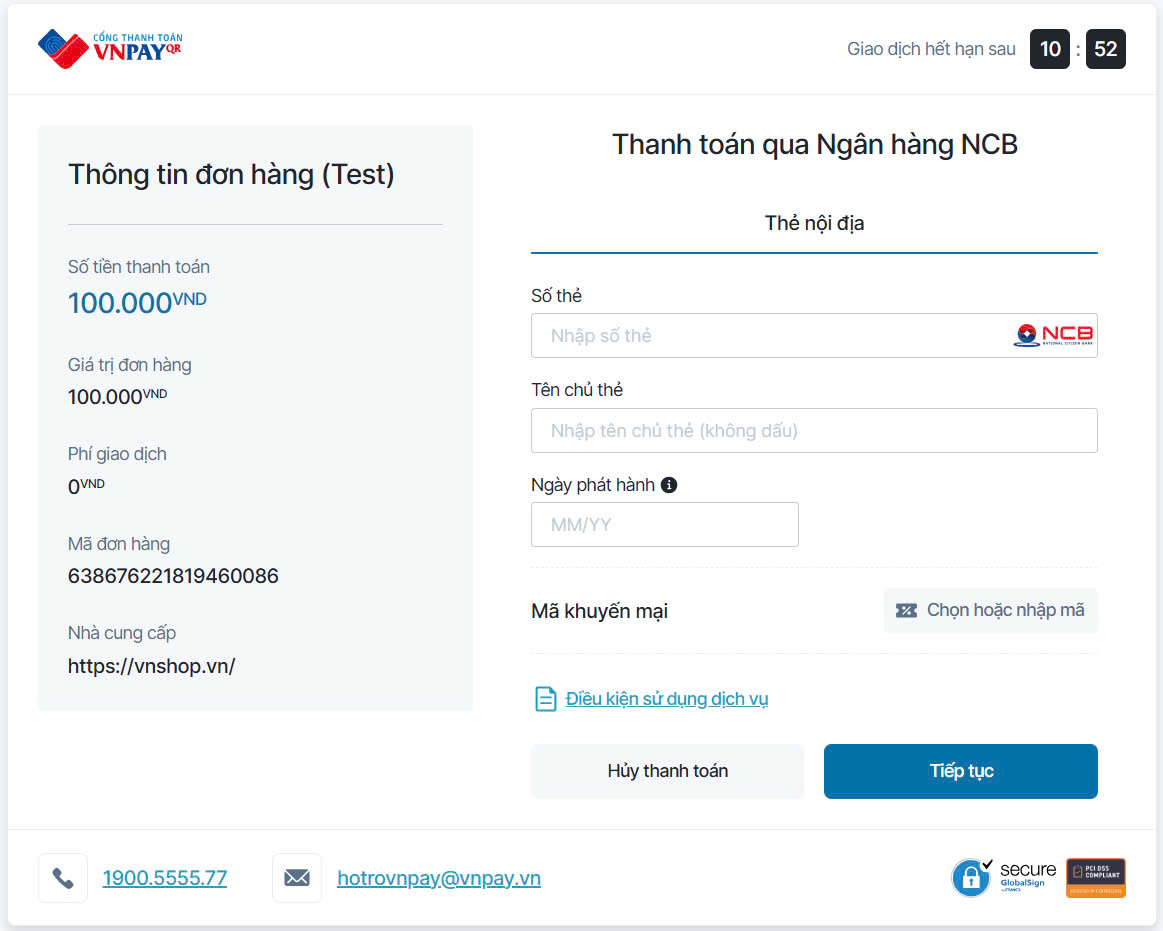 CỔNG THANH TOÁN
VNPAYQR
Giao dịch hết hạn sau 10 : 52
Thông tin đơn hàng (Test)
Số tiền thanh toán
100.000VND
Giá trị đơn hàng
100.000VND
Phí giao dịch
0VND
Mã đơn hàng
638676221819460086
Nhà cung cấp
https://vnshop.vn/
Thanh toán qua Ngân hàng NCB
Thẻ nội địa
Số thẻ
Nhập số thẻ
NCB
NATIONAL CITIZEN BANK
Tên chủ thẻ
Nhập tên chủ thẻ (không dấu)
Ngày phát hành
MM/YY
Mã khuyến mại
Chọn hoặc nhập mã
Điều kiện sử dụng dịch vụ
Hủy thanh toán
Tiếp tục
1900.5555.77
hotrovnpay@vnpay.vn
secure
GlobalSign
PCI DSS
COMPLIANT